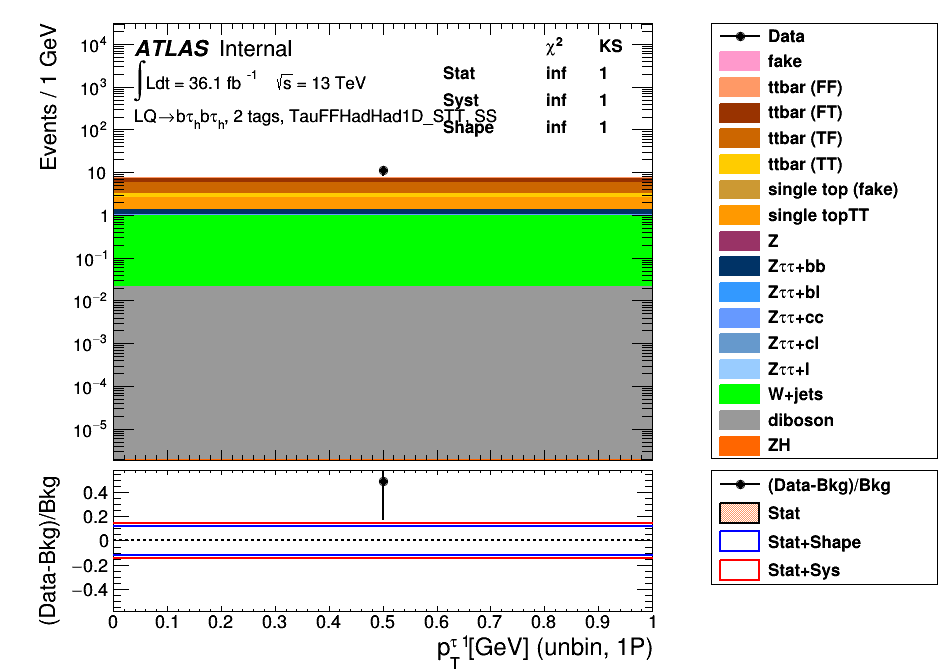 Events / 1 GeV
10⁴
10³
10²
10
1
10⁻¹
10⁻²
10⁻³
10⁻⁴
10⁻⁵
ATLAS Internal
∫Ldt = 36.1 fb⁻¹ √s = 13 TeV
LQ→bτₕbτₕ, 2 tags, TauFFHadHad1D_STT, SS
χ² KS
Stat inf 1
Syst inf 1
Shape inf 1
Data
fake
ttbar (FF)
ttbar (FT)
ttbar (TF)
ttbar (TT)
single top (fake)
single topTT
Z
Zττ+bb
Zττ+bl
Zττ+cc
Zττ+cl
Zττ+l
W+jets
diboson
ZH
(Data-Bkg)/Bkg
0.4
0.2
0
−0.2
−0.4
0 0.1 0.2 0.3 0.4 0.5 0.6 0.7 0.8 0.9 1
p_T^τ1[GeV] (unbin, 1P)
(Data-Bkg)/Bkg
Stat
Stat+Shape
Stat+Sys